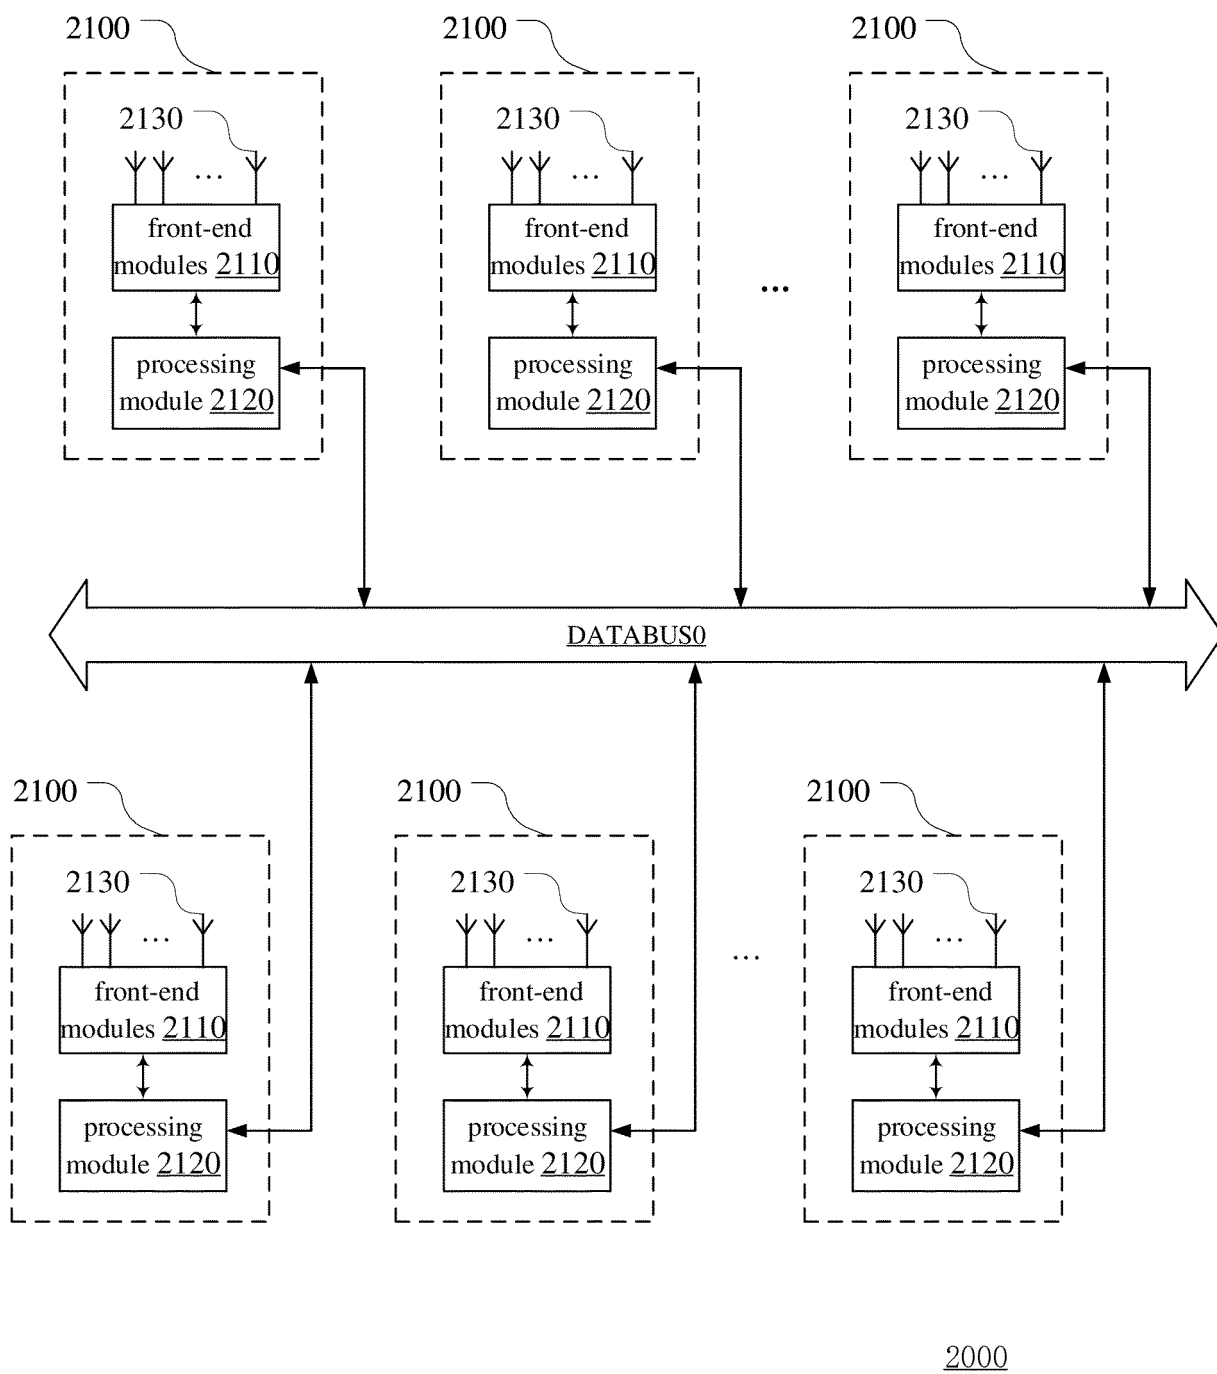 2100 2100 2100
2130 2130 2130
... ... ...
front-end front-end front-end
modules 2110 modules 2110 modules 2110
...
processing processing processing
module 2120 module 2120 module 2120
DATABUS0
2100 2100 2100
2130 2130 2130
... ... ...
...
front-end front-end front-end
modules 2110 modules 2110 modules 2110
processing processing processing
module 2120 module 2120 module 2120
2000